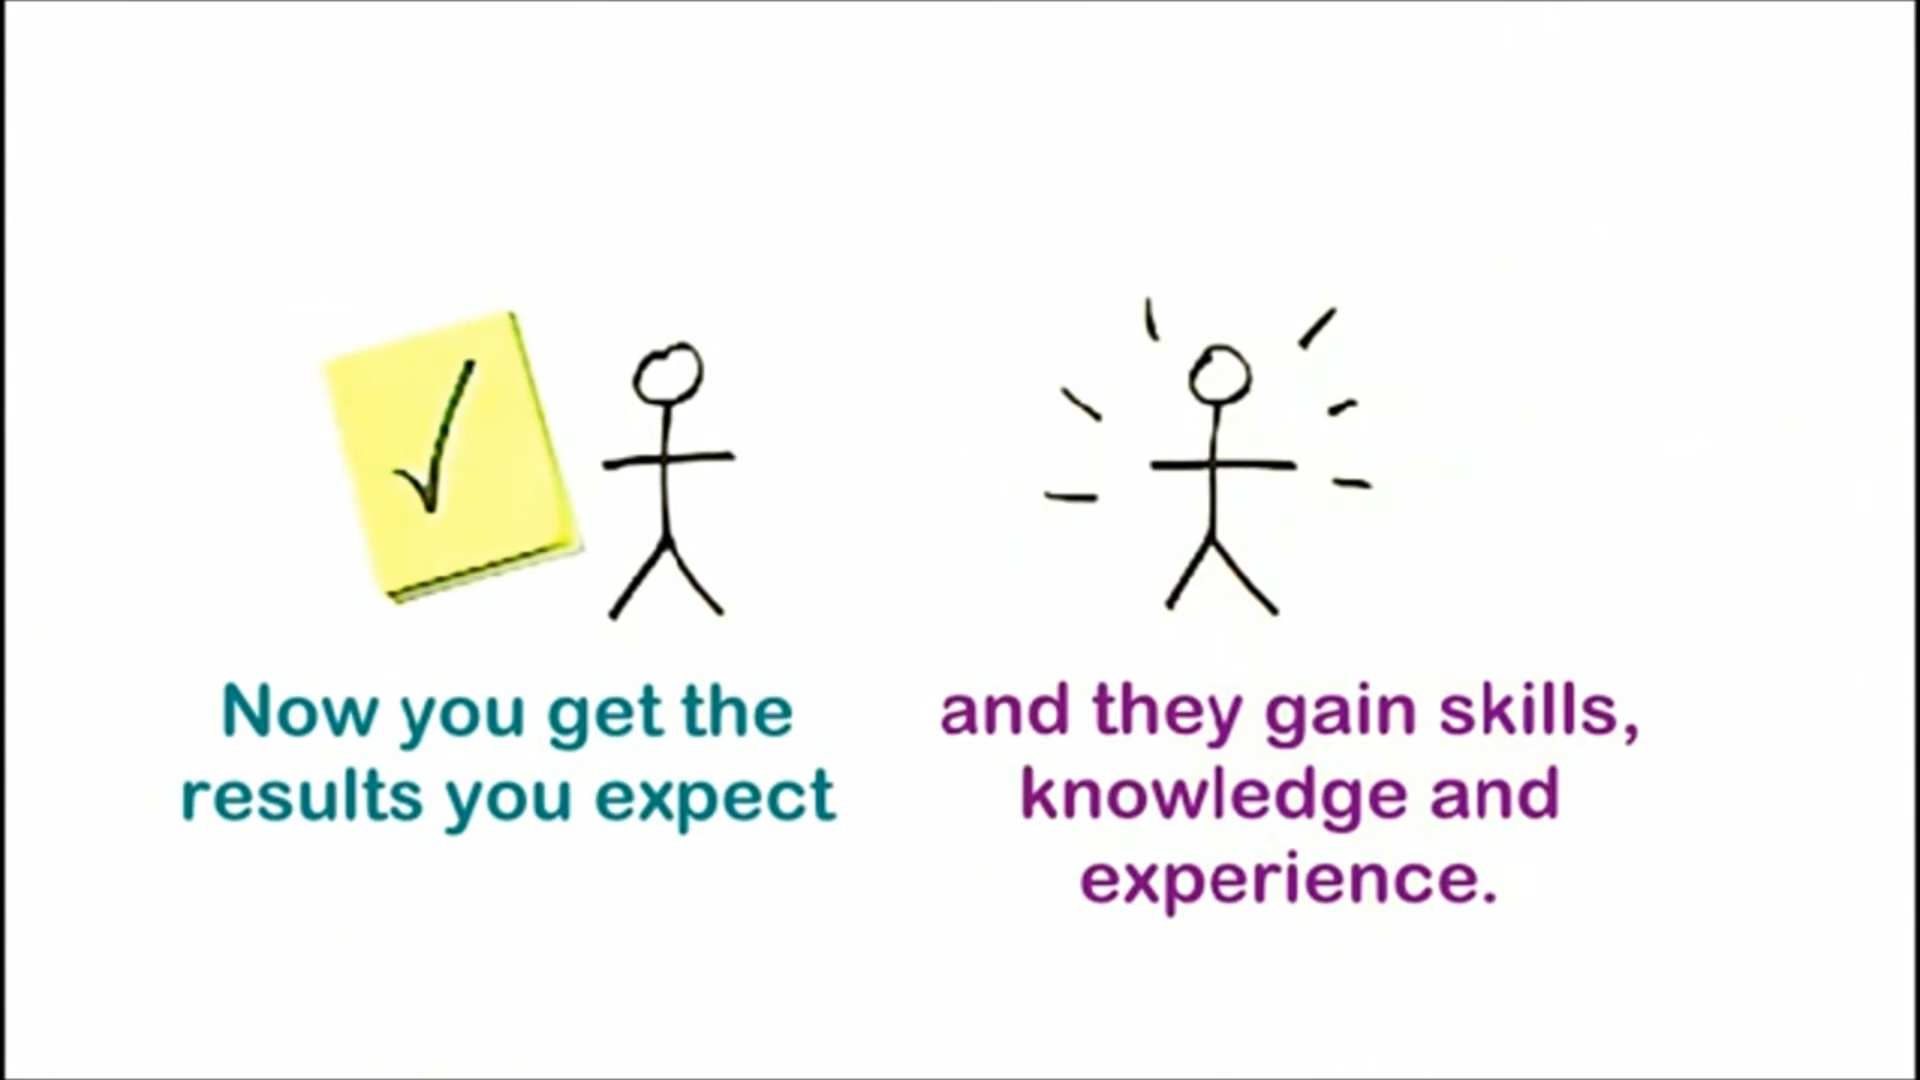 Now you get the
results you expect
and they gain skills,
knowledge and
experience.